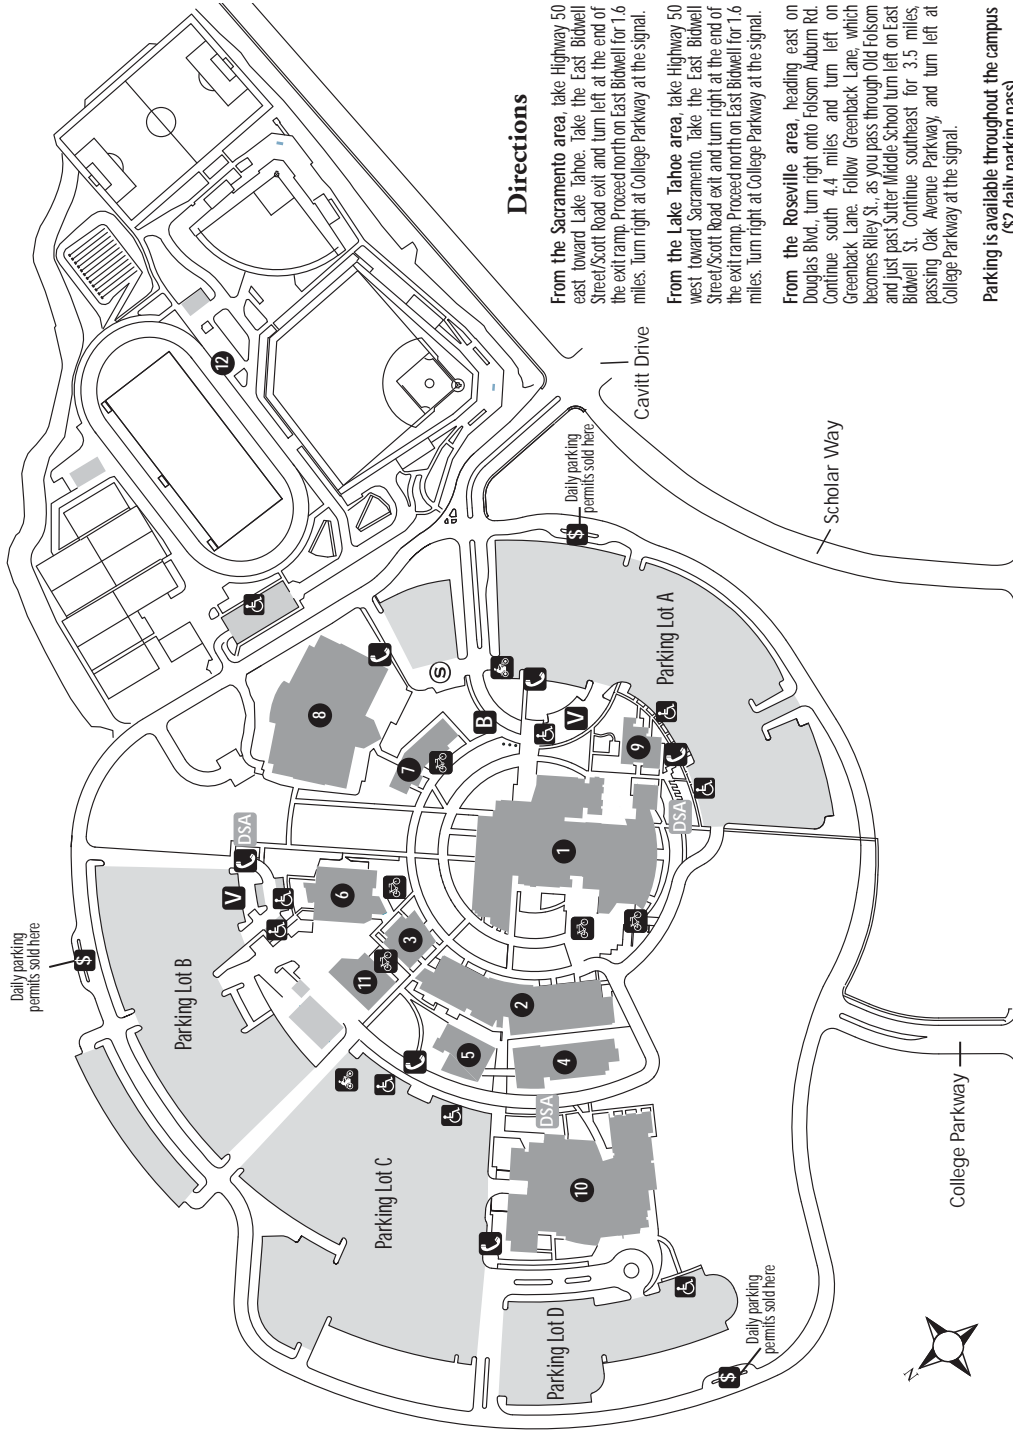 Directions
From the Sacramento area, take Highway 50
east toward Lake Tahoe. Take the East Bidwell
Street/Scott Road exit and turn left at the end of
the exit ramp. Proceed north on East Bidwell for 1.6
miles. Turn right at College Parkway at the signal.
From the Lake Tahoe area, take Highway 50
west toward Sacramento. Take the East Bidwell
Street/Scott Road exit and turn right at the end of
the exit ramp. Proceed north on East Bidwell for 1.6
miles. Turn right at College Parkway at the signal.
From the Roseville area, heading east on
Douglas Blvd., turn right onto Folsom Auburn Rd.
Continue south 4.4 miles and turn left on
Greenback Lane. Follow Greenback Lane, which
becomes Riley St., as you pass through Old Folsom
and just past Sutter Middle School turn left on East
Bidwell St. Continue southeast for 3.5 miles,
passing Oak Avenue Parkway, and turn left at
College Parkway at the signal.
Parking is available throughout the campus
($2 daily parking pass)
Daily parking
permits sold here
$
Parking Lot B
Parking Lot C
Parking Lot D
Parking Lot A
Daily parking
permits sold here
$
Daily parking
permits sold here
$
Cavitt Drive
Scholar Way
College Parkway
N
12
8
7
9
1
6
3
11
2
5
4
10
S
B
V
V
DSA
DSA
DSA